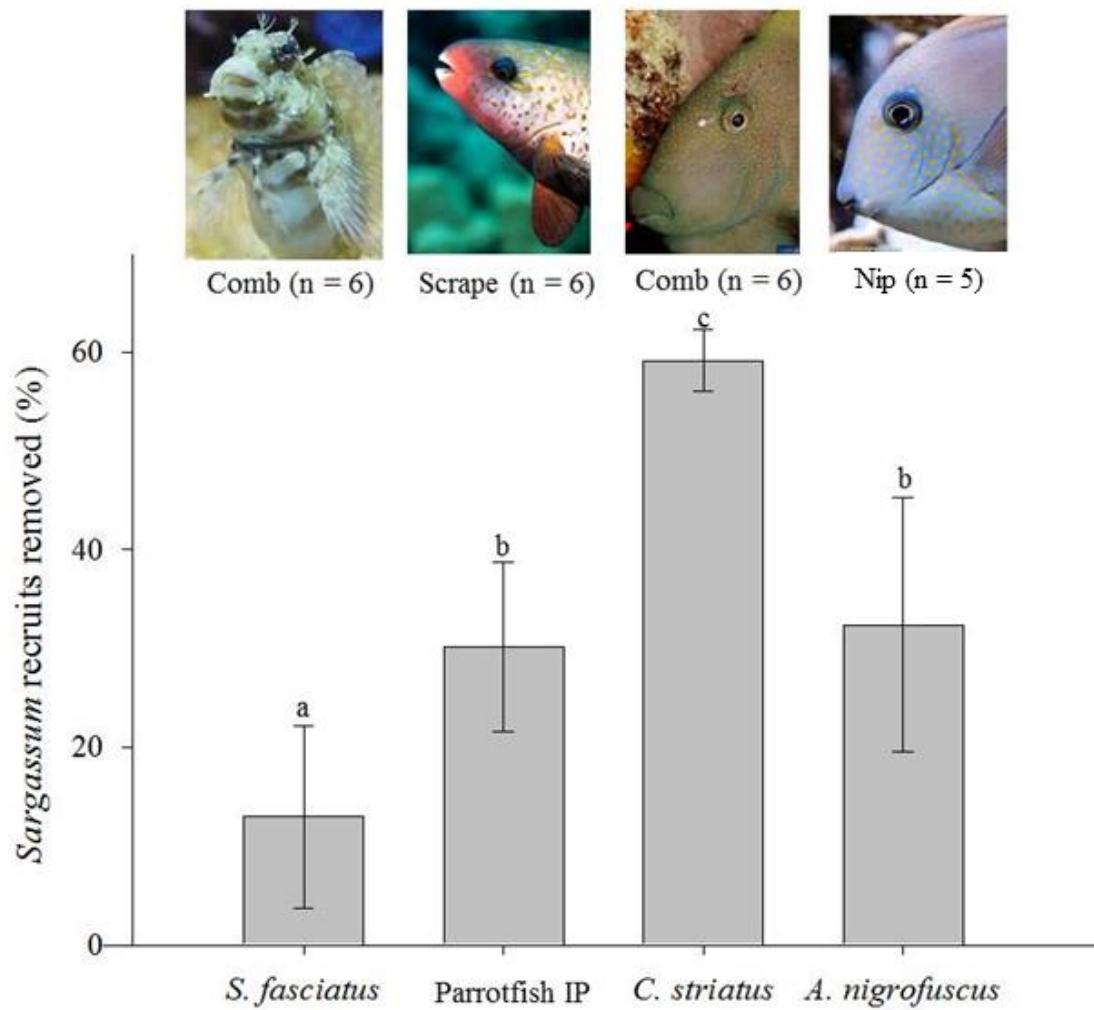 Comb (n = 6)
Scrape (n = 6)
Comb (n = 6)
Nip (n = 5)
Sargassum recruits removed (%)
60
40
20
0
a
b
c
b
S. fasciatus
Parrotfish IP
C. striatus
A. nigrofuscus